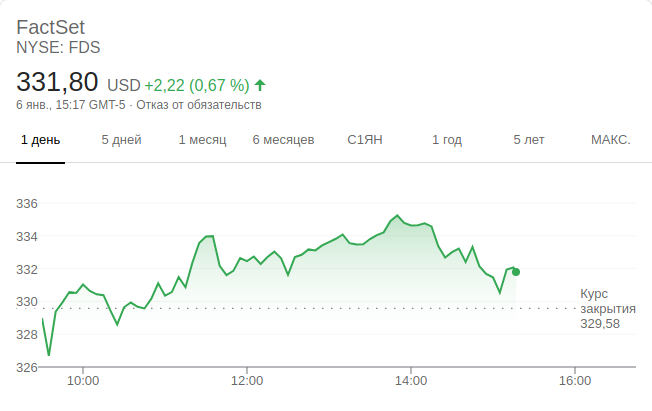 FactSet
NYSE: FDS
331,80 USD +2,22 (0,67 %)
6 янв., 15:17 GMT-5 · Отказ от обязательств
1 день 5 дней 1 месяц 6 месяцев С1ЯН 1 год 5 лет МАКС.
336
334
332
330
328
326
Курс
закрытия
329,58
10:00 12:00 14:00 16:00